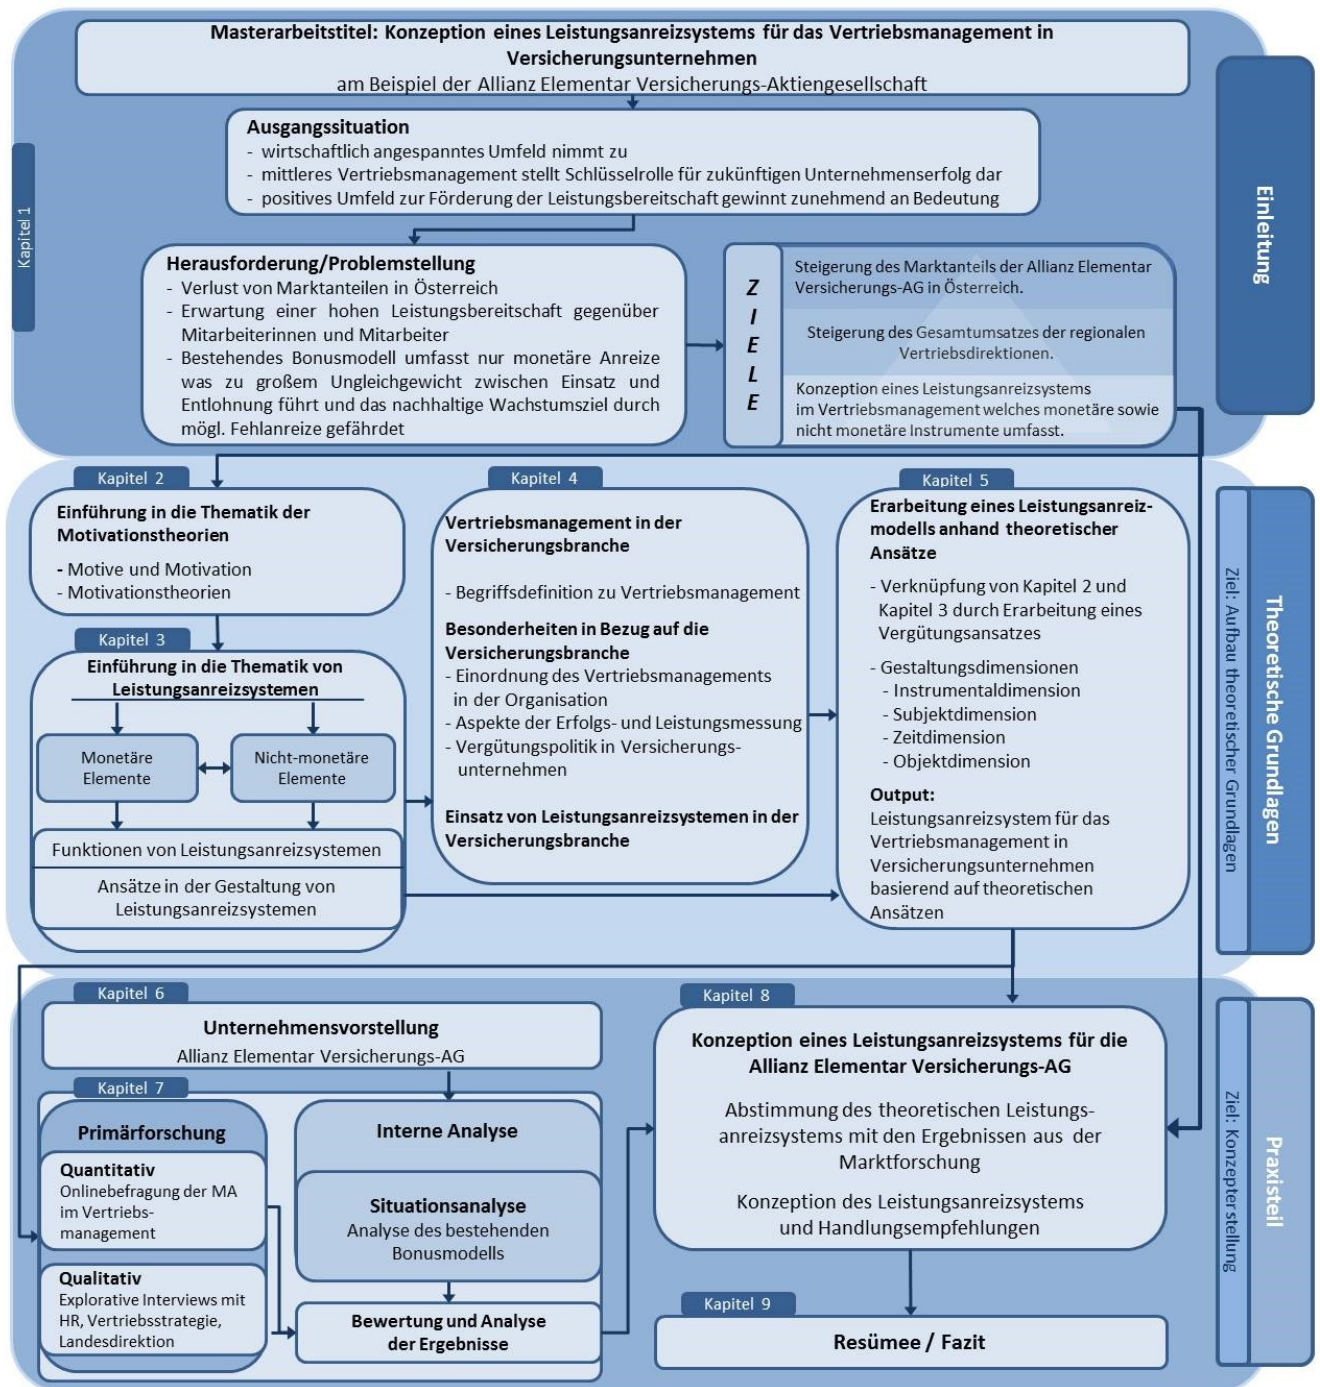 Masterarbeitstitel: Konzeption eines Leistungsanreizsystems für das Vertriebsmanagement in
Versicherungsunternehmen
am Beispiel der Allianz Elementar Versicherungs-Aktiengesellschaft
Einleitung
Kapitel 1
Ausgangssituation
- wirtschaftlich angespanntes Umfeld nimmt zu
- mittleres Vertriebsmanagement stellt Schlüsselrolle für zukünftigen Unternehmenserfolg dar
- positives Umfeld zur Förderung der Leistungsbereitschaft gewinnt zunehmend an Bedeutung
Herausforderung/Problemstellung
- Verlust von Marktanteilen in Österreich
- Erwartung einer hohen Leistungsbereitschaft gegenüber
Mitarbeiterinnen und Mitarbeiter
- Bestehendes Bonusmodell umfasst nur monetäre Anreize
was zu großem Ungleichgewicht zwischen Einsatz und
Entlohnung führt und das nachhaltige Wachstumsziel durch
mögl. Fehlanreize gefährdet
Z
I
E
L
E
Steigerung des Marktanteils der Allianz Elementar
Versicherungs-AG in Österreich.
Steigerung des Gesamtumsatzes der regionalen
Vertriebsdirektionen.
Konzeption eines Leistungsanreizsystems
im Vertriebsmanagement welches monetäre sowie
nicht monetäre Instrumente umfasst.
Theoretische Grundlagen
Ziel: Aufbau theoretischer Grundlagen
Kapitel 2
Einführung in die Thematik der
Motivationstheorien
- Motive und Motivation
- Motivationstheorien
Kapitel 3
Einführung in die Thematik von
Leistungsanreizsystemen
Monetäre
Elemente
Nicht-monetäre
Elemente
Funktionen von Leistungsanreizsystemen
Ansätze in der Gestaltung von
Leistungsanreizsystemen
Kapitel 4
Vertriebsmanagement in der
Versicherungsbranche
- Begriffsdefinition zu Vertriebsmanagement
Besonderheiten in Bezug auf die
Versicherungsbranche
- Einordnung des Vertriebsmanagements
in der Organisation
- Aspekte der Erfolgs- und Leistungsmessung
- Vergütungspolitik in Versicherungs-
unternehmen
Einsatz von Leistungsanreizsystemen in der
Versicherungsbranche
Kapitel 5
Erarbeitung eines Leistungsanreiz-
modells anhand theoretischer
Ansätze
- Verknüpfung von Kapitel 2 und
Kapitel 3 durch Erarbeitung eines
Vergütungsansatzes
- Gestaltungsdimensionen
- Instrumentaldimension
- Subjektdimension
- Zeitdimension
- Objektdimension
Output:
Leistungsanreizsystem für das
Vertriebsmanagement in
Versicherungsunternehmen
basierend auf theoretischen
Ansätzen
Praxisteil
Ziel: Konzepterstellung
Kapitel 6
Unternehmensvorstellung
Allianz Elementar Versicherungs-AG
Kapitel 7
Primärforschung
Quantitativ
Onlinebefragung der MA
im Vertriebs-
management
Qualitativ
Explorative Interviews mit
HR, Vertriebsstrategie,
Landesdirektion
Interne Analyse
Situationsanalyse
Analyse des bestehenden
Bonusmodells
Bewertung und Analyse
der Ergebnisse
Kapitel 8
Konzeption eines Leistungsanreizsystems für die
Allianz Elementar Versicherungs-AG
Abstimmung des theoretischen Leistungs-
anreizsystems mit den Ergebnissen aus der
Marktforschung
Konzeption des Leistungsanreizsystems
und Handlungsempfehlungen
Kapitel 9
Resümee / Fazit